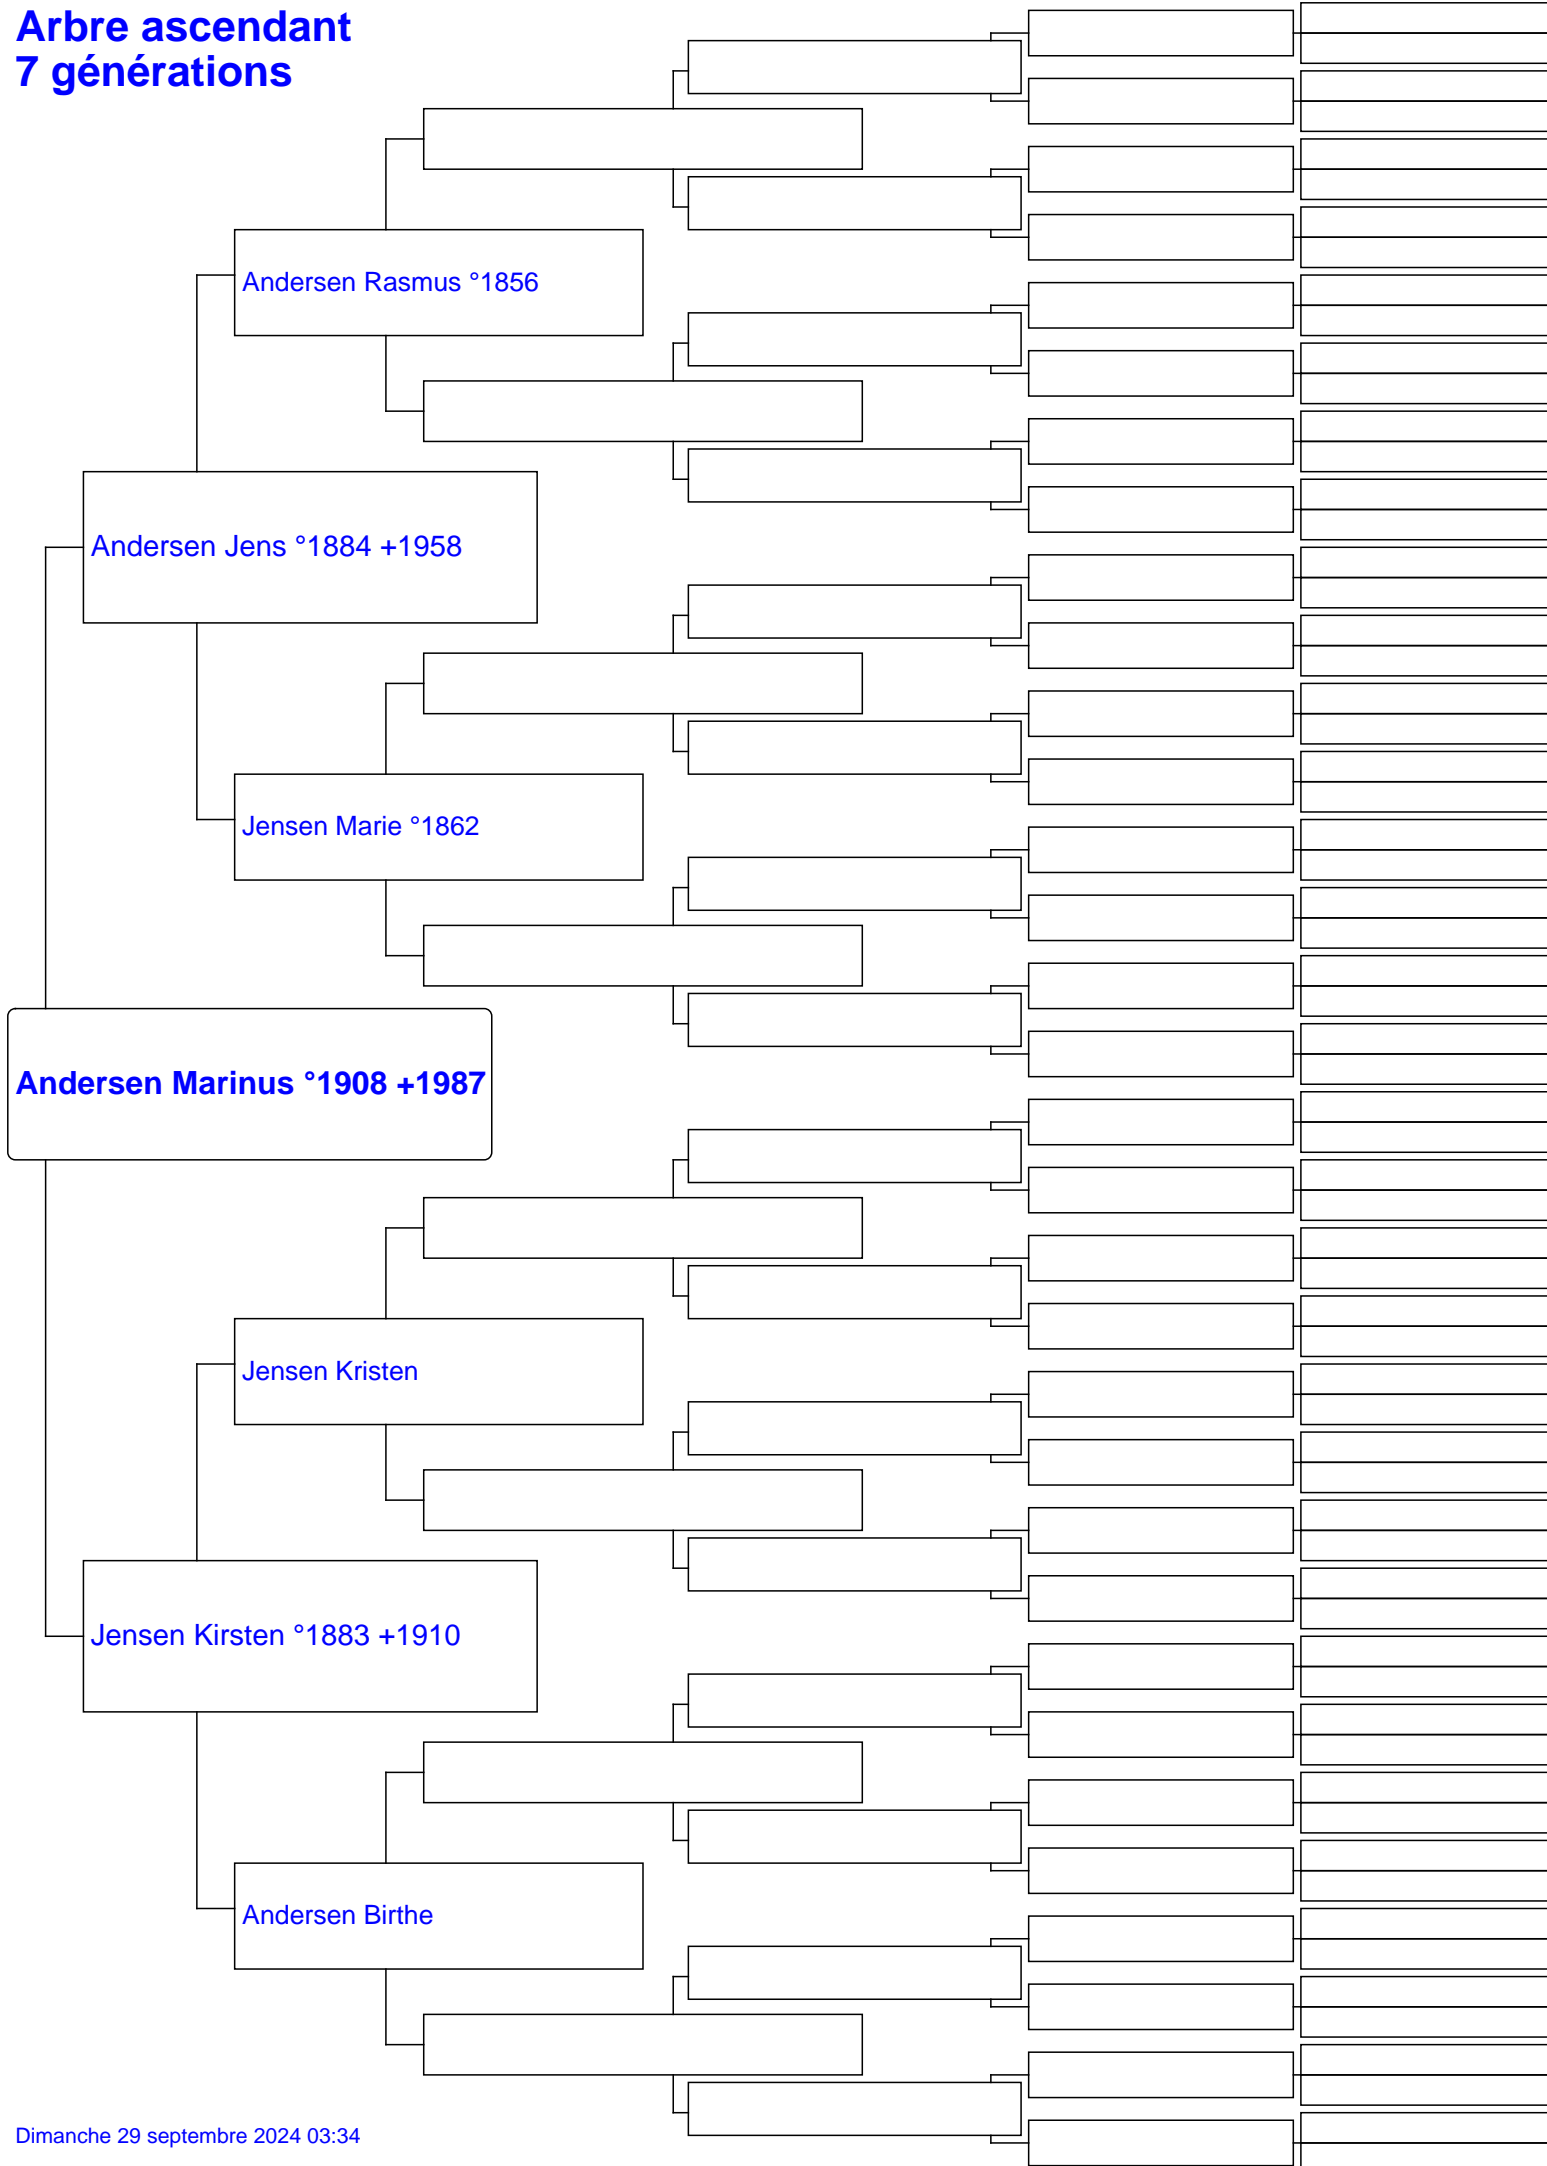 Arbre ascendant
7 générations
Andersen Rasmus °1856
Andersen Jens °1884 +1958
Jensen Marie °1862
Andersen Marinus °1908 +1987
Jensen Kristen
Jensen Kirsten °1883 +1910
Andersen Birthe
Dimanche 29 septembre 2024 03:34